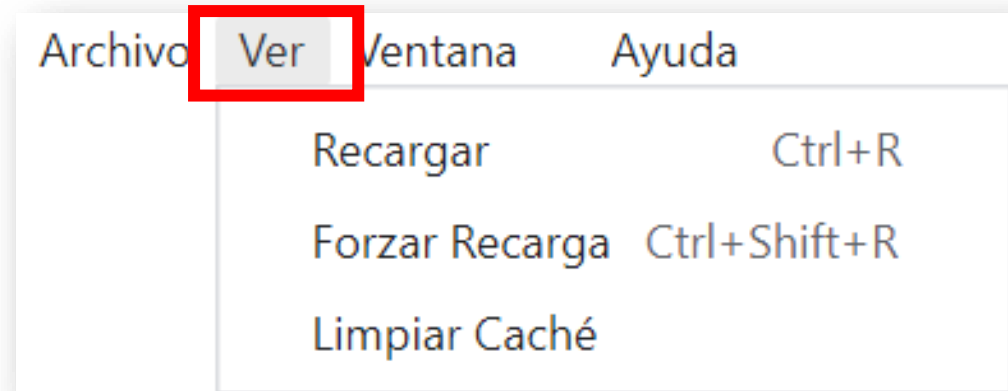 Archivo Ver Ventana Ayuda
Recargar Ctrl+R
Forzar Recarga Ctrl+Shift+R
Limpiar Caché